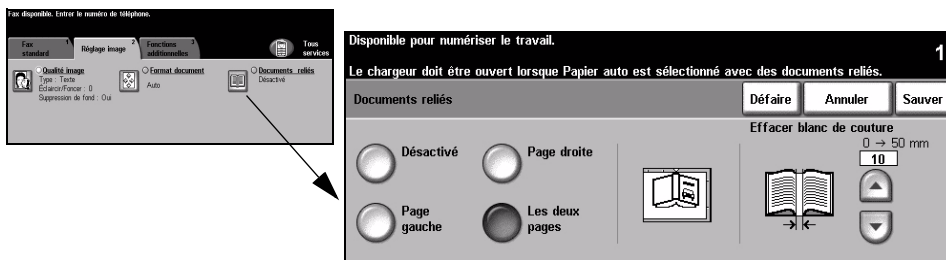 Fax disponible. Entrer le numéro de téléphone.
Fax standard 1
Réglage image 2
Fonctions additionnelles 3
Tous services
Qualité image
Type : Texte
Éclaircir/Foncer : 0
Suppression de fond : Oui
Format document
Auto
Documents reliés
Désactivé
Disponible pour numériser le travail.
1
Le chargeur doit être ouvert lorsque Papier auto est sélectionné avec des documents reliés.
Documents reliés
Défaire
Annuler
Sauver
Effacer blanc de couture
0 → 50 mm
10
Désactivé
Page droite
Page
gauche
Les deux
pages